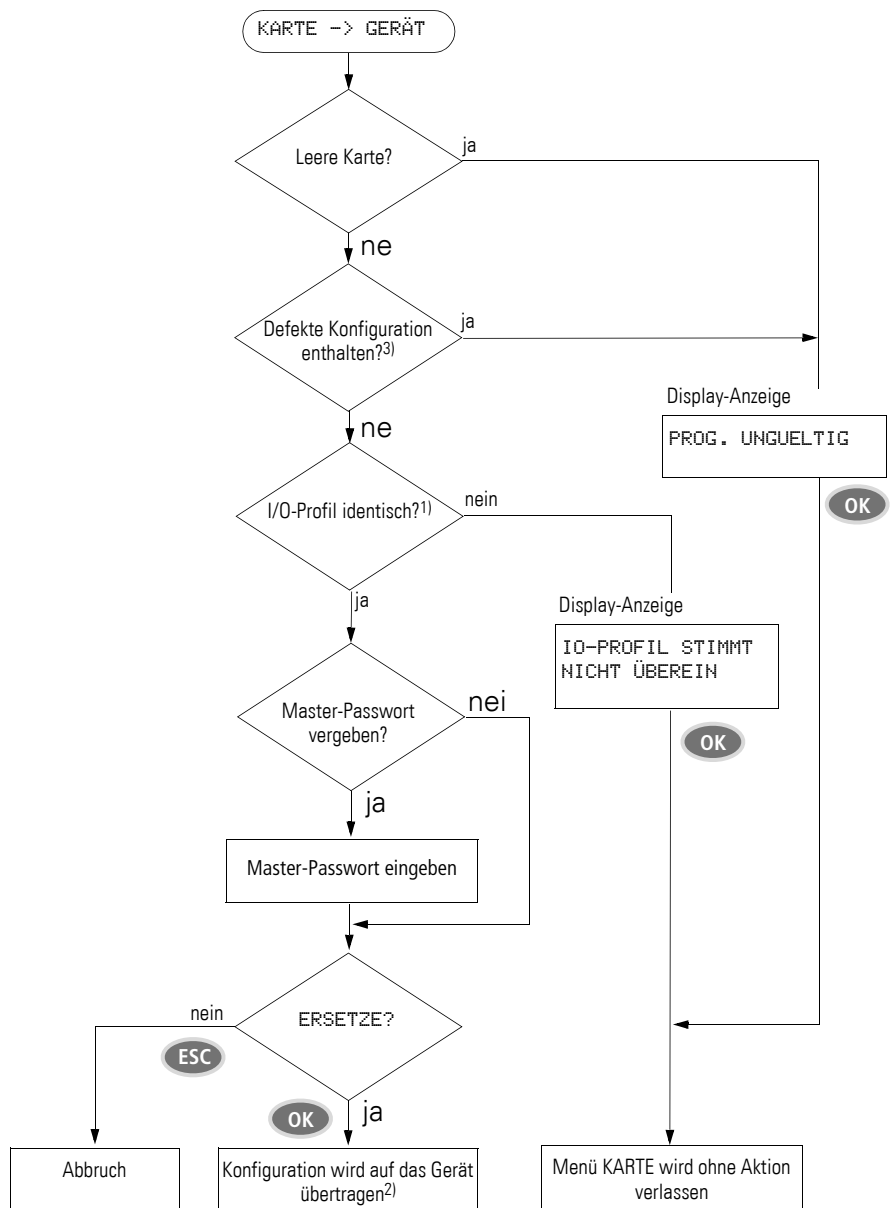 KARTE -> GERÄT
Leere Karte?
ja
ne
Defekte Konfiguration
enthalten?3)
ja
Display-Anzeige
PROG. UNGUELTIG
OK
ne
I/O-Profil identisch?1)
nein
Display-Anzeige
IO-PROFIL STIMMT
NICHT ÜBEREIN
OK
ja
Master-Passwort
vergeben?
nei
ja
Master-Passwort eingeben
ERSETZE?
nein
ESC
OK
ja
Abbruch
Konfiguration wird auf das Gerät
übertragen2)
Menü KARTE wird ohne Aktion
verlassen